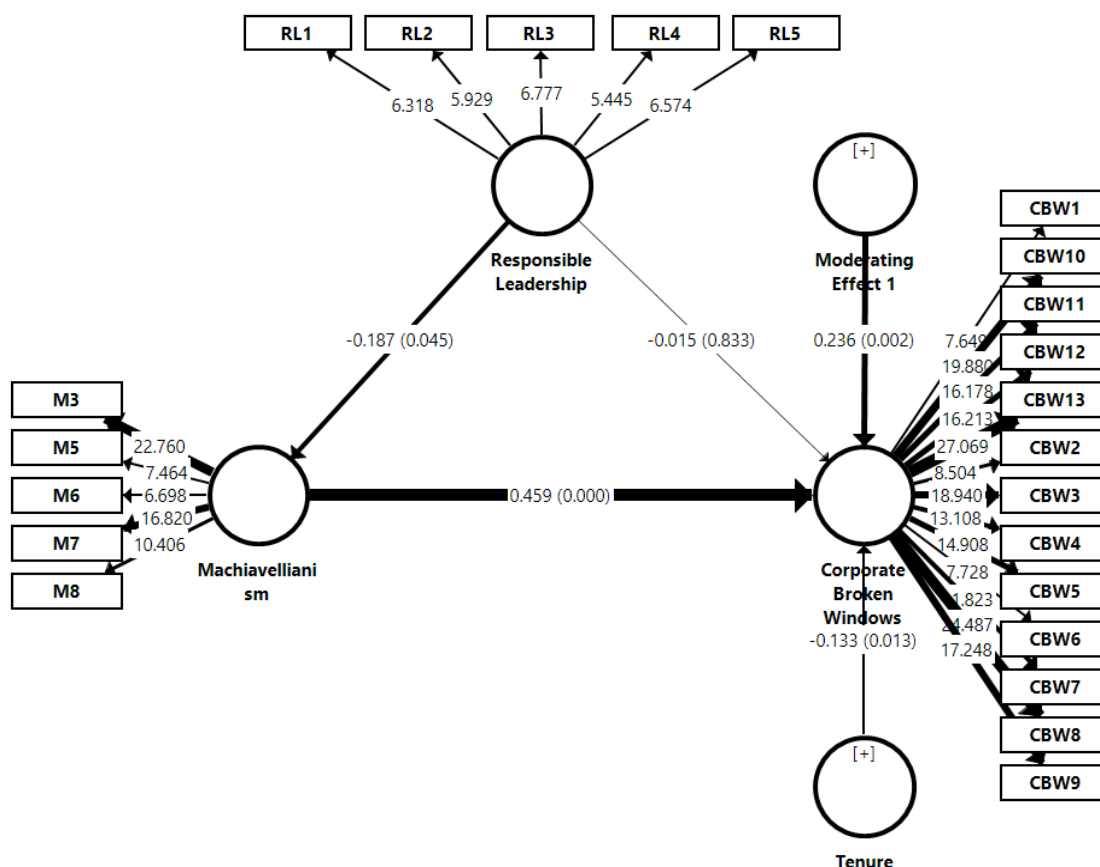 RL1 RL2 RL3 RL4 RL5
6.318 5.929 6.777 5.445 6.574
[+]
Responsible
Leadership
Moderating
Effect 1
-0.187 (0.045)
-0.015 (0.833)
0.236 (0.002)
M3
M5
M6
M7
M8
22.760
7.464
6.698
16.820
10.406
Machiavelliani
sm
0.459 (0.000)
Corporate
Broken
Windows
-0.133 (0.013)
7.649
19.880
16.178
16.213
27.069
8.504
18.940
13.108
14.908
7.728
17.248
CBW1
CBW10
CBW11
CBW12
CBW13
CBW2
CBW3
CBW4
CBW5
CBW6
CBW7
CBW8
CBW9
[+]
Tenure